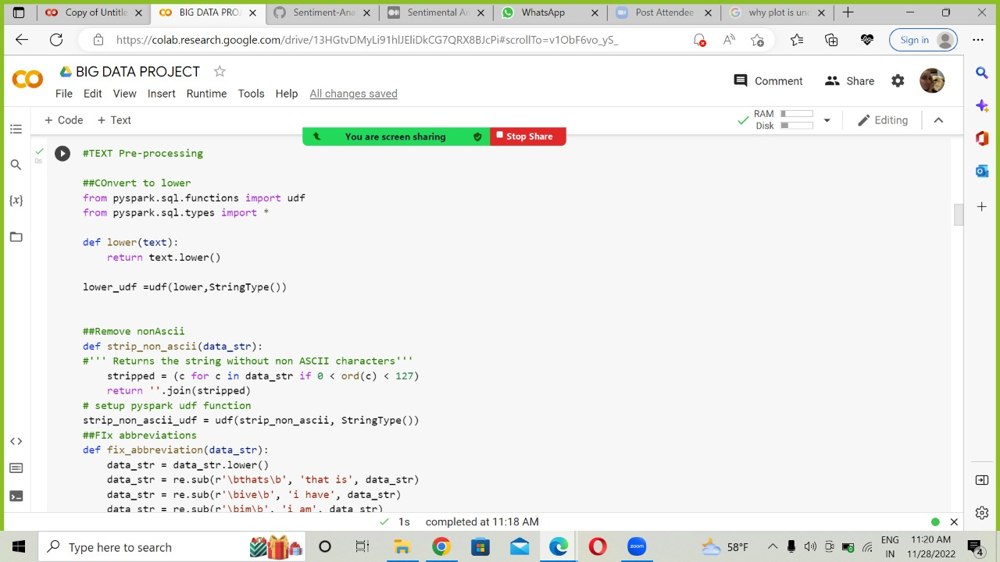 Copy of Untitle
BIG DATA PROJ
Sentiment-Ana
Sentimental An
WhatsApp
Post Attendee
why plot is unc
https://colab.research.google.com/drive/13HGtvDMyLi91hlJEliDkCG7QRX8BJcPi#scrollTo=v1ObF6vo_yS_
Sign in
BIG DATA PROJECT
Comment
Share
File Edit View Insert Runtime Tools Help All changes saved
+ Code + Text
RAM
Disk
Editing
You are screen sharing
Stop Share
0s
#TEXT Pre-processing
##COnvert to lower
from pyspark.sql.functions import udf
from pyspark.sql.types import *
def lower(text):
return text.lower()
lower_udf =udf(lower,StringType())
##Remove nonAscii
def strip_non_ascii(data_str):
#''' Returns the string without non ASCII characters'''
stripped = (c for c in data_str if 0 < ord(c) < 127)
return ''.join(stripped)
# setup pyspark udf function
strip_non_ascii_udf = udf(strip_non_ascii, StringType())
##FIx abbreviations
def fix_abbreviation(data_str):
data_str = data_str.lower()
data_str = re.sub(r'\bthats\b', 'that is', data_str)
data_str = re.sub(r'\bive\b', 'i have', data_str)
data_str = re.sub(r'\bim\b', 'i am', data_str)
1s completed at 11:18 AM
Type here to search
zoom
58°F
ENG
IN
11:20 AM
11/28/2022
4